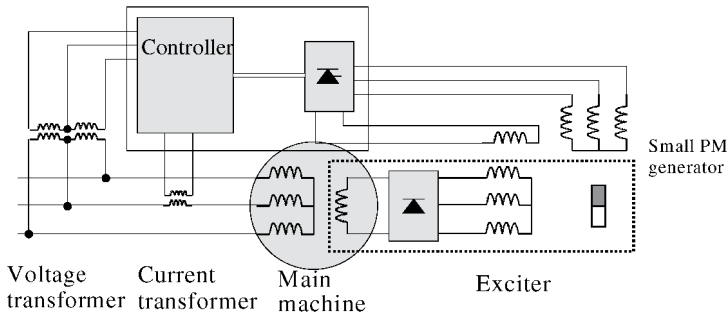 Controller
Small PM
generator
Voltage
transformer
Current
transformer
Main
machine
Exciter